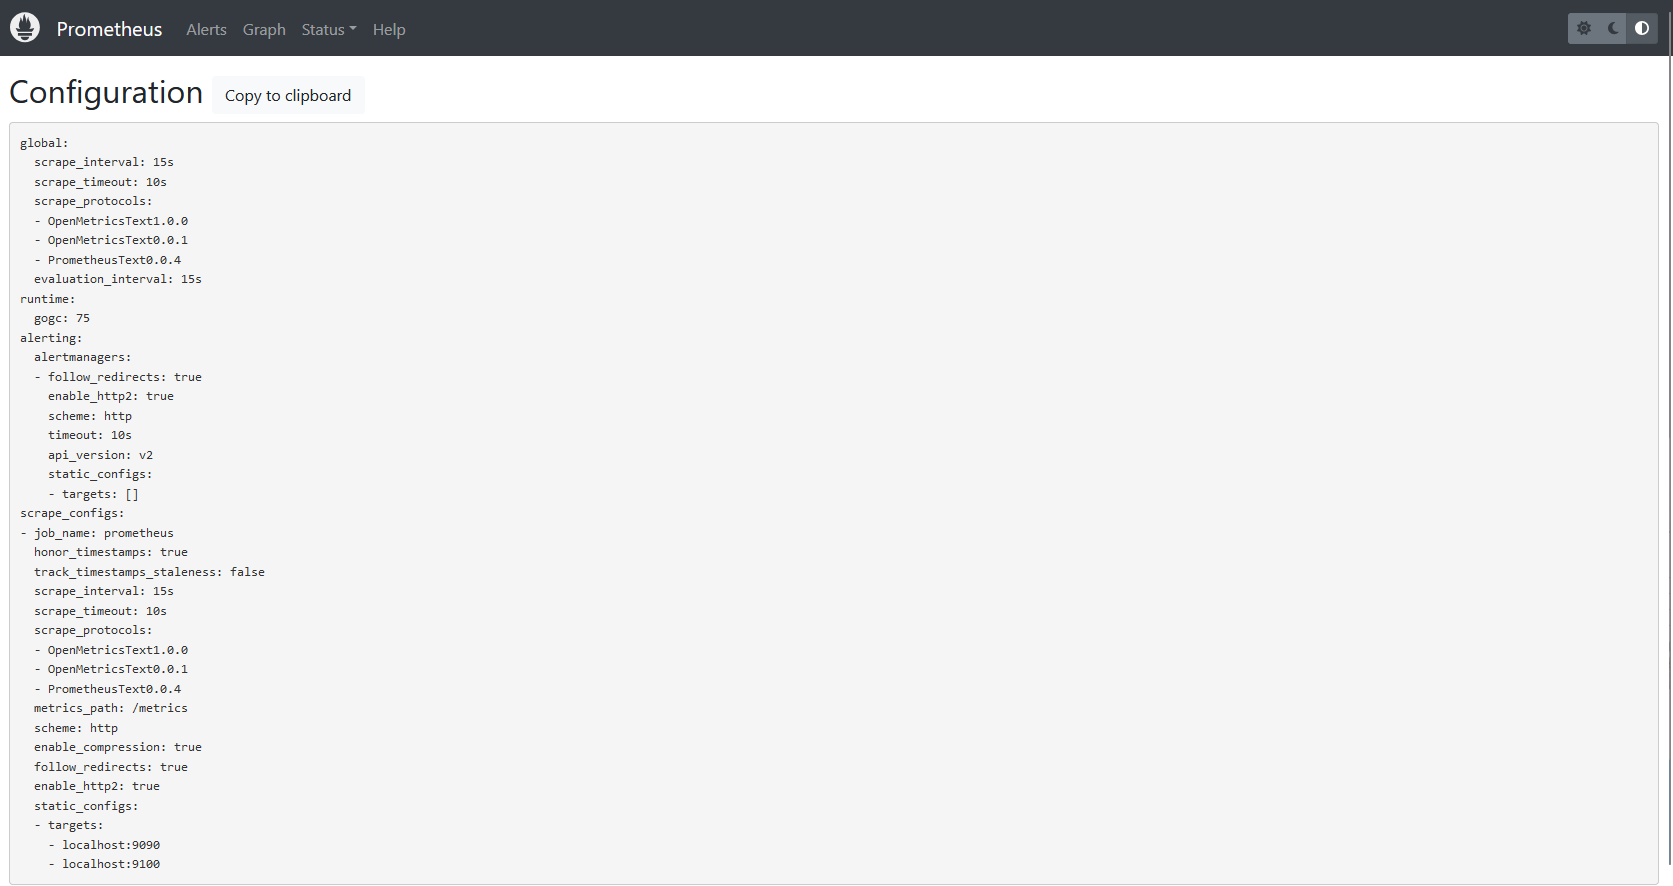 Prometheus Alerts Graph Status Help
Configuration Copy to clipboard
global:
  scrape_interval: 15s
  scrape_timeout: 10s
  scrape_protocols:
  - OpenMetricsText1.0.0
  - OpenMetricsText0.0.1
  - PrometheusText0.0.4
  evaluation_interval: 15s
runtime:
  gogc: 75
alerting:
  alertmanagers:
  - follow_redirects: true
    enable_http2: true
    scheme: http
    timeout: 10s
    api_version: v2
    static_configs:
    - targets: []
scrape_configs:
- job_name: prometheus
  honor_timestamps: true
  track_timestamps_staleness: false
  scrape_interval: 15s
  scrape_timeout: 10s
  scrape_protocols:
  - OpenMetricsText1.0.0
  - OpenMetricsText0.0.1
  - PrometheusText0.0.4
  metrics_path: /metrics
  scheme: http
  enable_compression: true
  follow_redirects: true
  enable_http2: true
  static_configs:
  - targets:
    - localhost:9090
    - localhost:9100